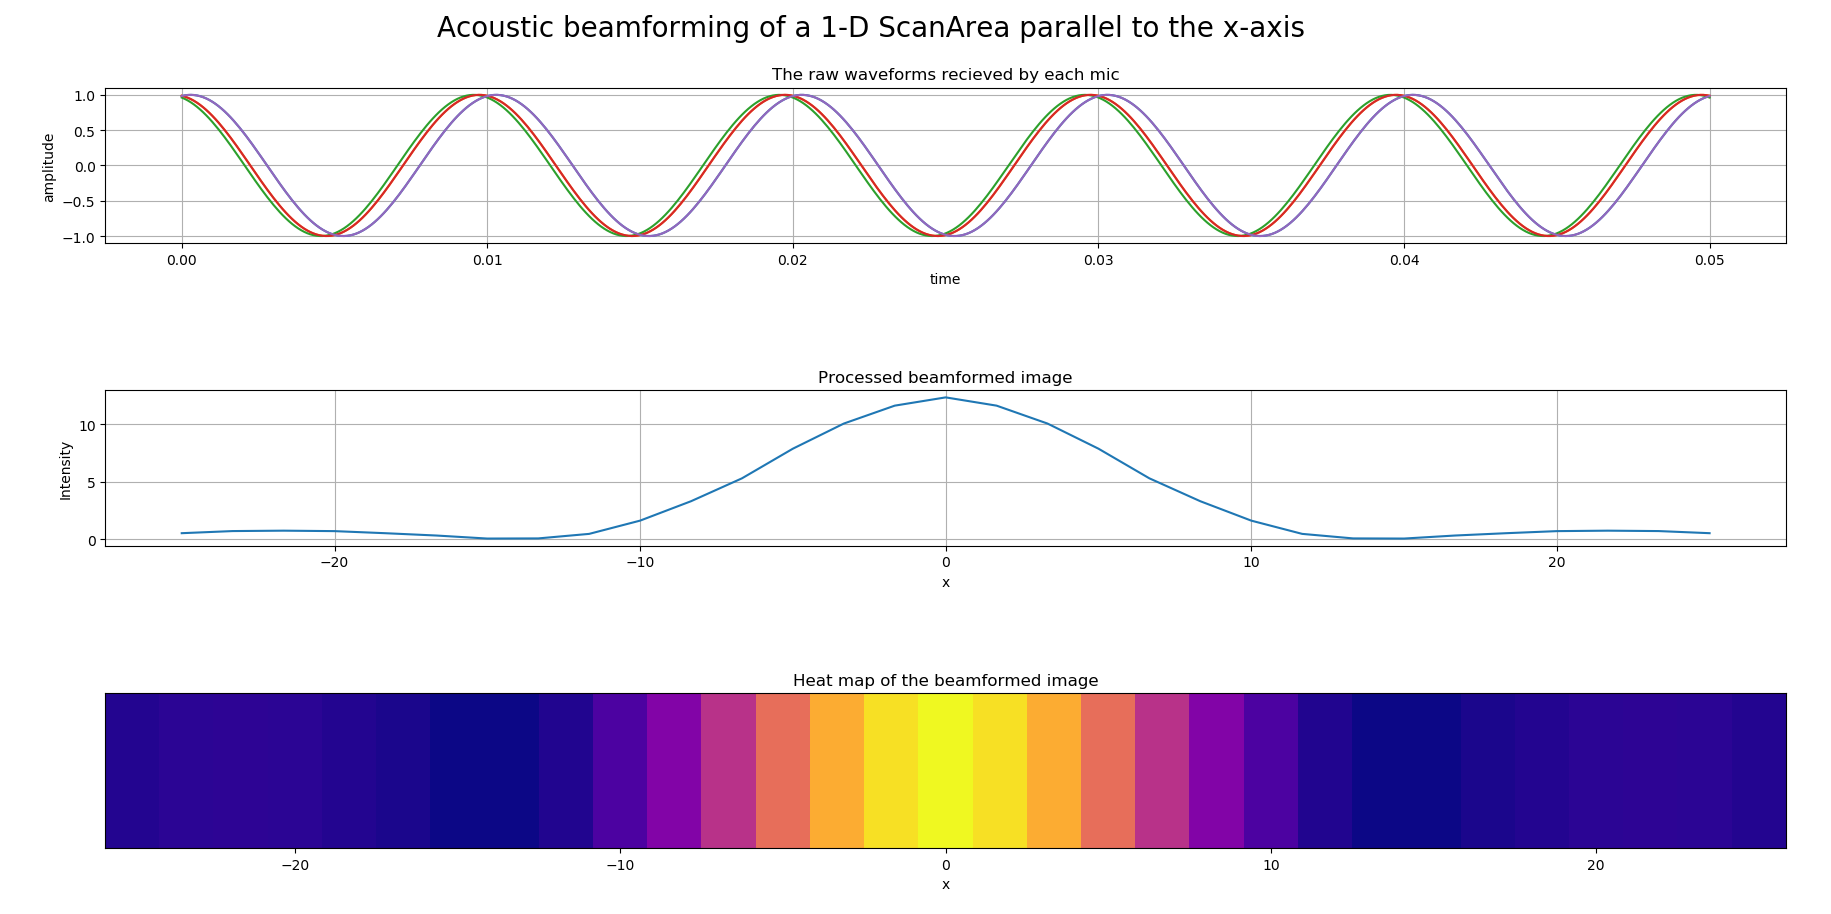 Acoustic beamforming of a 1-D ScanArea parallel to the x-axis
The raw waveforms recieved by each mic
1.0
0.5
0.0
−0.5
−1.0
amplitude
0.00 0.01 0.02 0.03 0.04 0.05
time
Processed beamformed image
10
5
0
Intensity
−20 −10 0 10 20
x
Heat map of the beamformed image
−20 −10 0 10 20
x